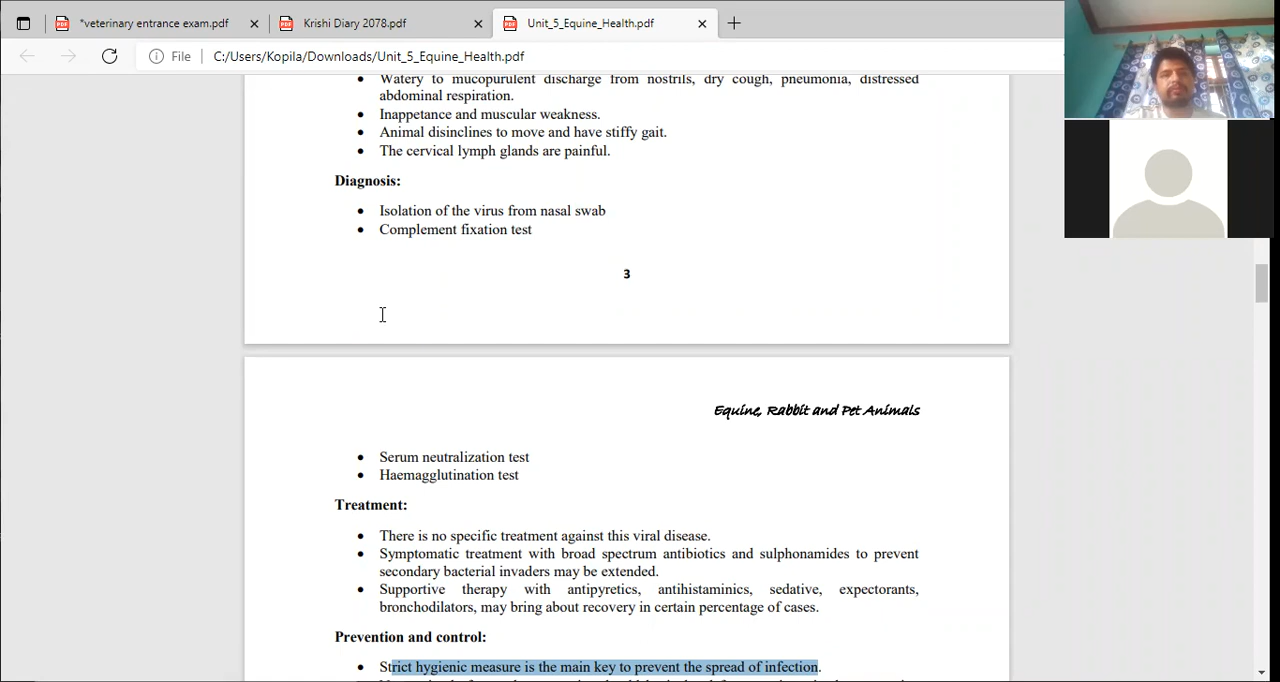 *veterinary entrance exam.pdf
Krishi Diary 2078.pdf
Unit_5_Equine_Health.pdf
File
C:/Users/Kopila/Downloads/Unit_5_Equine_Health.pdf
• Watery to mucopurulent discharge from nostrils, dry cough, pneumonia, distressed
abdominal respiration.
• Inappetance and muscular weakness.
• Animal disinclines to move and have stiffy gait.
• The cervical lymph glands are painful.
Diagnosis:
• Isolation of the virus from nasal swab
• Complement fixation test
3
Equine, Rabbit and Pet Animals
• Serum neutralization test
• Haemagglutination test
Treatment:
• There is no specific treatment against this viral disease.
• Symptomatic treatment with broad spectrum antibiotics and sulphonamides to prevent
secondary bacterial invaders may be extended.
• Supportive therapy with antipyretics, antihistaminics, sedative, expectorants,
bronchodilators, may bring about recovery in certain percentage of cases.
Prevention and control:
• Strict hygienic measure is the main key to prevent the spread of infection.